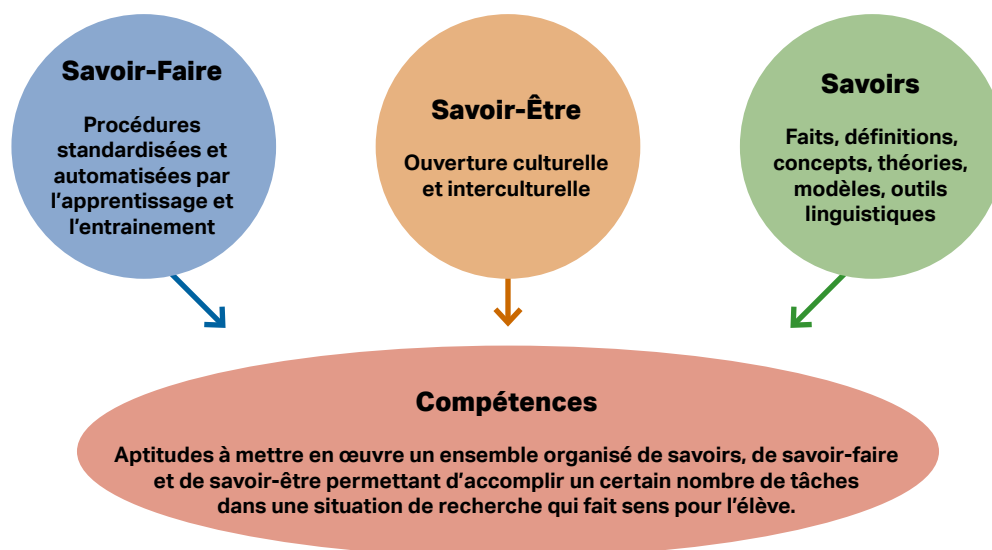 Savoir-Faire
Procédures
standardisées et
automatisées par
l'apprentissage et
l'entrainement
Savoir-Être
Ouverture culturelle
et interculturelle
Savoirs
Faits, définitions,
concepts, théories,
modèles, outils
linguistiques
Compétences
Aptitudes à mettre en œuvre un ensemble organisé de savoirs, de savoir-faire
et de savoir-être permettant d'accomplir un certain nombre de tâches
dans une situation de recherche qui fait sens pour l'élève.